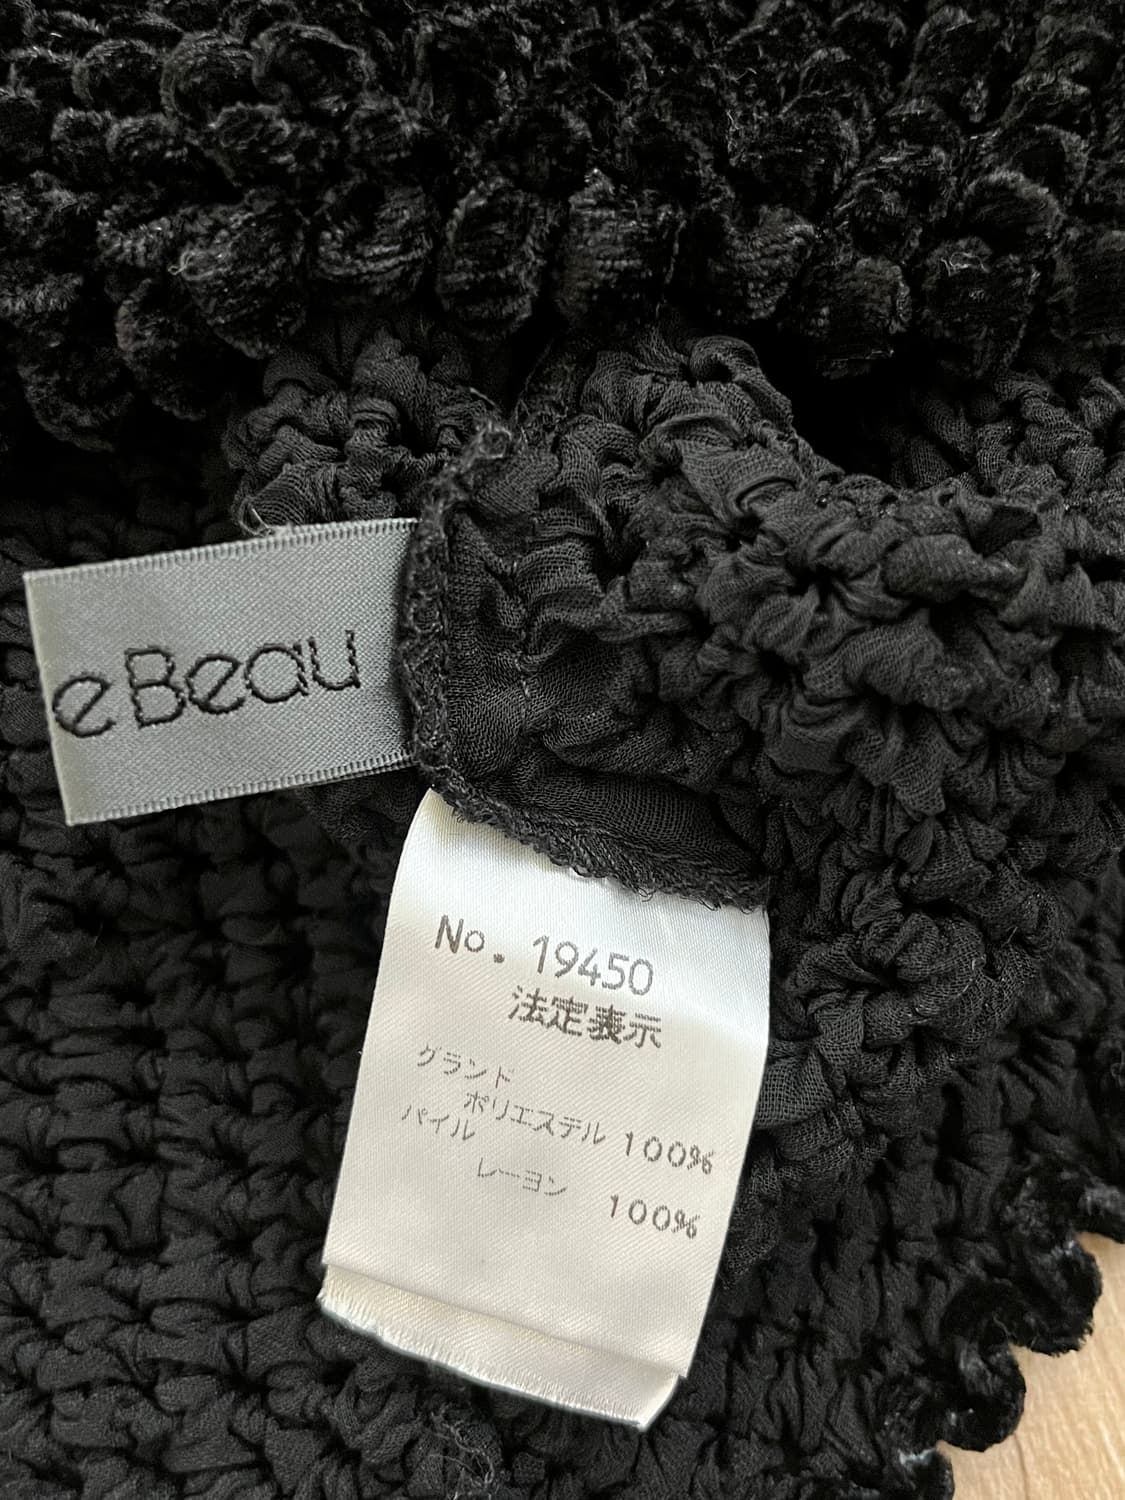 e Beau
No. 19450
法定表示
グランド
ポリエステル 100%
パイル
レーヨン 100%